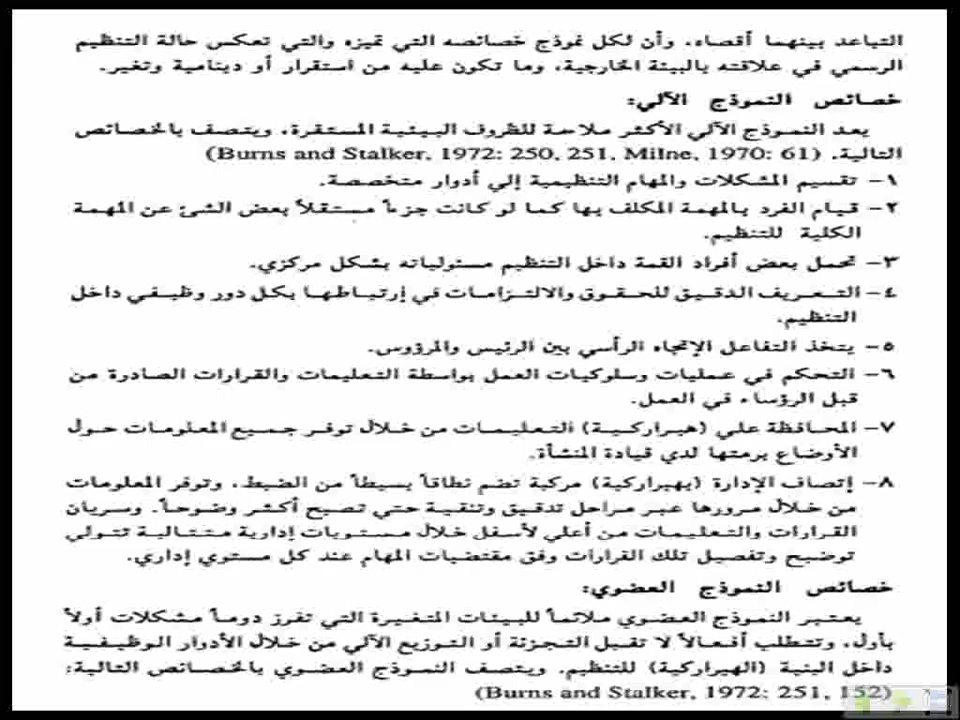 التباعد بينهما أقصاه، وأن لكل نموذج خصائصه التي تميزه والتي تعكس حالة التنظيم
الرسمي في علاقته بالبيئة الخارجية، وما تكون عليه من استقرار أو دينامية وتغير.
خصائص النموذج الآلي:
يعد النموذج الآلي الأكثر ملاءمة للظروف البيئية المستقرة، ويتصف بالخصائص
التالية. (Burns and Stalker, 1972: 250, 251, Milne, 1970: 61)
١- تقسيم المشكلات والمهام التنظيمية إلي أدوار متخصصة.
٢- قيام الفرد بالمهمة المكلف بها كما لو كانت جزءاً مستقلاً بعض الشئ عن المهمة
الكلية للتنظيم.
٣- تحمل بعض أفراد القمة داخل التنظيم مسئولياته بشكل مركزي.
٤- التعريف الدقيق للحقوق والالتزامات في إرتباطها بكل دور وظيفي داخل
التنظيم.
٥- يتخذ التفاعل الإتجاه الرأسي بين الرئيس والمرؤوس.
٦- التحكم في عمليات وسلوكيات العمل بواسطة التعليمات والقرارات الصادرة من
قبل الرؤساء في العمل.
٧- المحافظة علي (هيراركية) التعليمات من خلال توفر جميع المعلومات حول
الأوضاع برمتها لدي قيادة المنشأة.
٨- إتصاف الإدارة (بهيراركية) مركبة تضم نطاقاً بسيطاً من الضبط، وتوفر المعلومات
من خلال مرورها عبر مراحل تدقيق وتنقية حتي تصبح أكثر وضوحاً. وسريان
القرارات والتعليمات من أعلي لأسفل خلال مستويات إدارية متتالية تتولي
توضيح وتفصيل تلك القرارات وفق مقتضيات المهام عند كل مستوي إداري.
خصائص النموذج العضوي:
يعتبر النموذج العضوي ملائماً للبيئات المتغيرة التي تفرز دوماً مشكلات أولاً
بأول، وتتطلب أفعالاً لا تقبل التجزئة أو التوزيع الآلي من خلال الأدوار الوظيفية
داخل البنية (الهيراركية) للتنظيم. ويتصف النموذج العضوي بالخصائص التالية:
(Burns and Stalker, 1972: 251, 152)